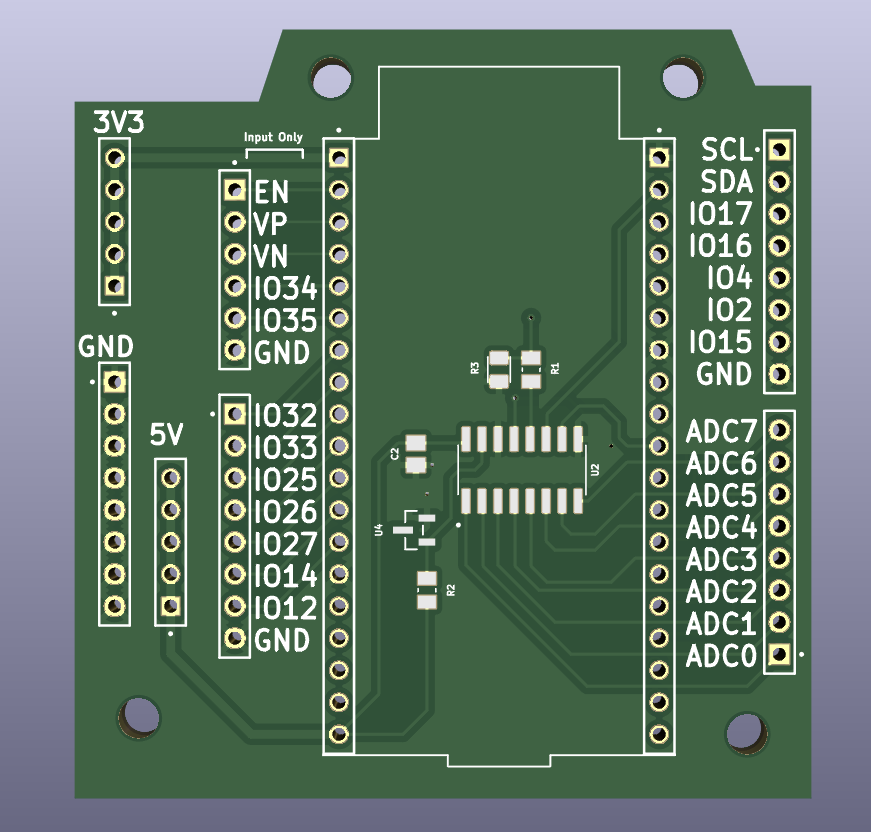 3V3
Input Only
EN
VP
VN
IO34
IO35
GND
GND
5V
IO32
IO33
IO25
IO26
IO27
IO14
IO12
GND
R3
R1
C2
U2
U4
R2
SCL
SDA
IO17
IO16
IO4
IO2
IO15
GND
ADC7
ADC6
ADC5
ADC4
ADC3
ADC2
ADC1
ADC0